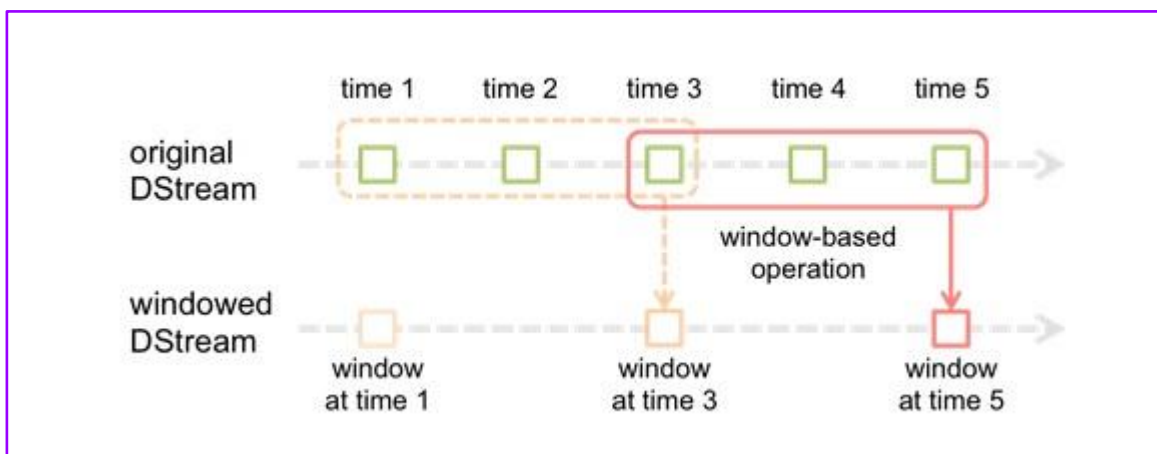 time 1 time 2 time 3 time 4 time 5
original
DStream
window-based
operation
windowed
DStream
window
at time 1
window
at time 3
window
at time 5